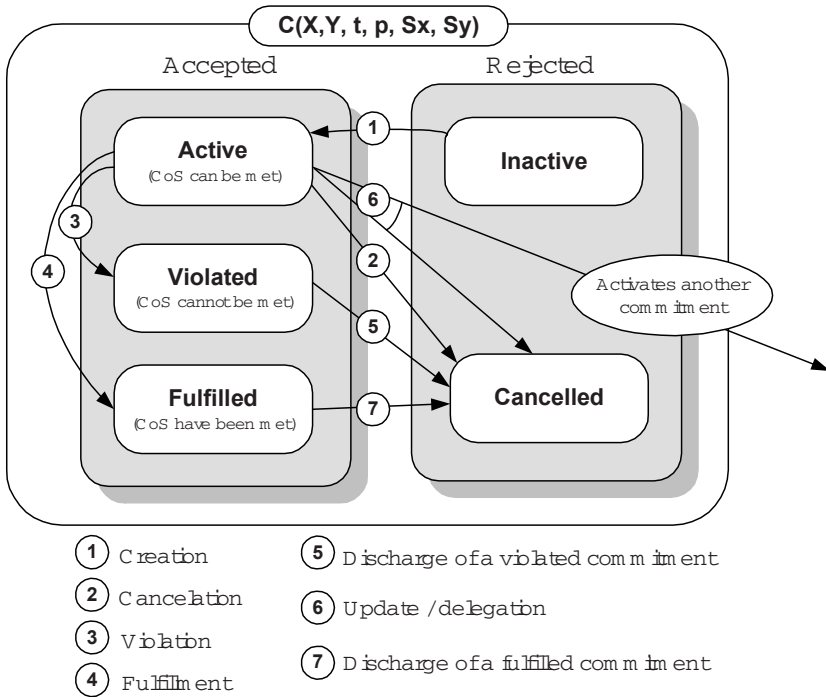 C(X,Y, t, p, Sx, Sy)
Accepted
Rejected
Active
(CoS can be met)
Inactive
Violated
(CoS cannot be met)
Fulfilled
(CoS have been met)
Cancelled
Activates another
commitment
1
6
3
2
4
5
7
1 Creation
2 Cancelation
3 Violation
4 Fulfillment
5 Discharge of a violated commitment
6 Update / delegation
7 Discharge of a fulfilled commitment